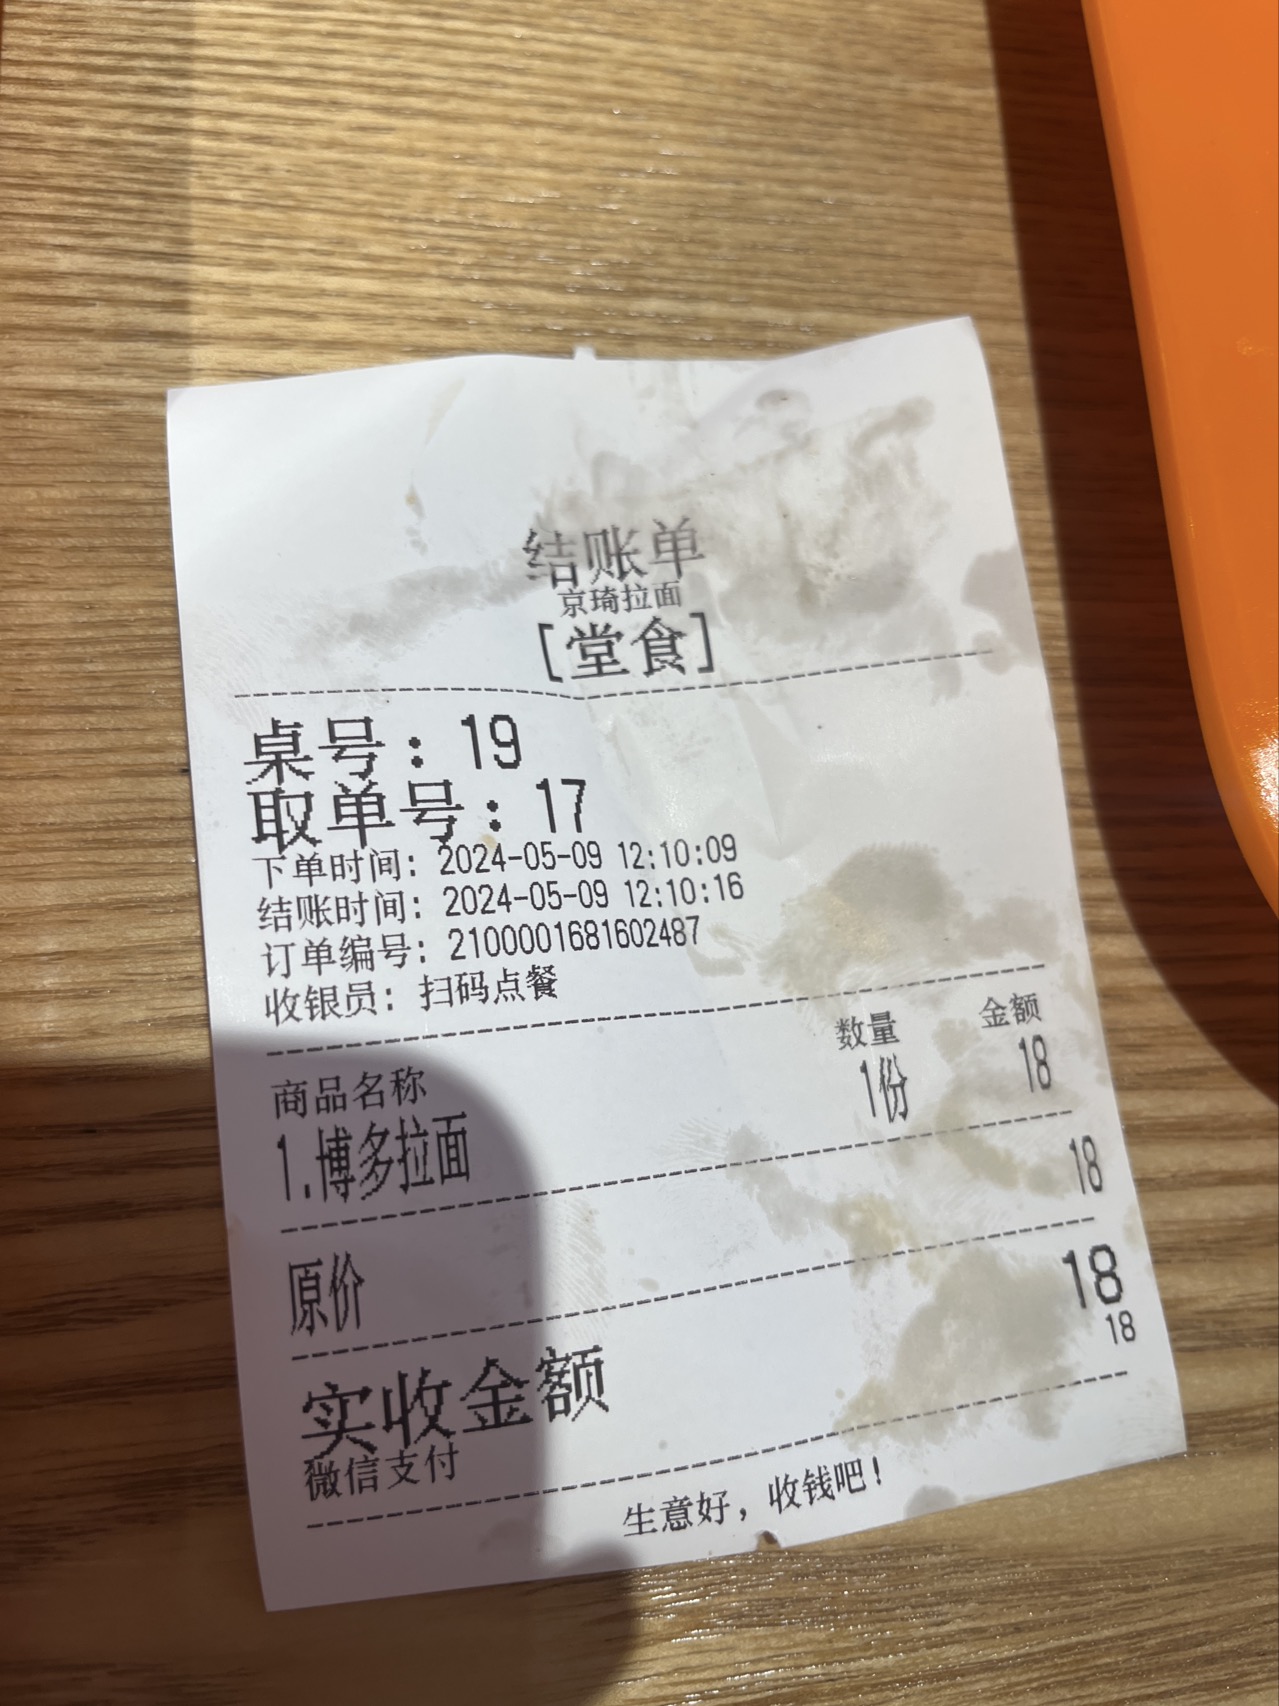 结账单
京琦拉面
[堂食]
桌号：19
取单号：17
下单时间：2024-05-09 12:10:09
结账时间：2024-05-09 12:10:16
订单编号：2100001681602487
收银员：扫码点餐
商品名称 数量 金额
1.博多拉面 1份 18
原价 18
实收金额 18
微信支付 18
生意好，收钱吧！